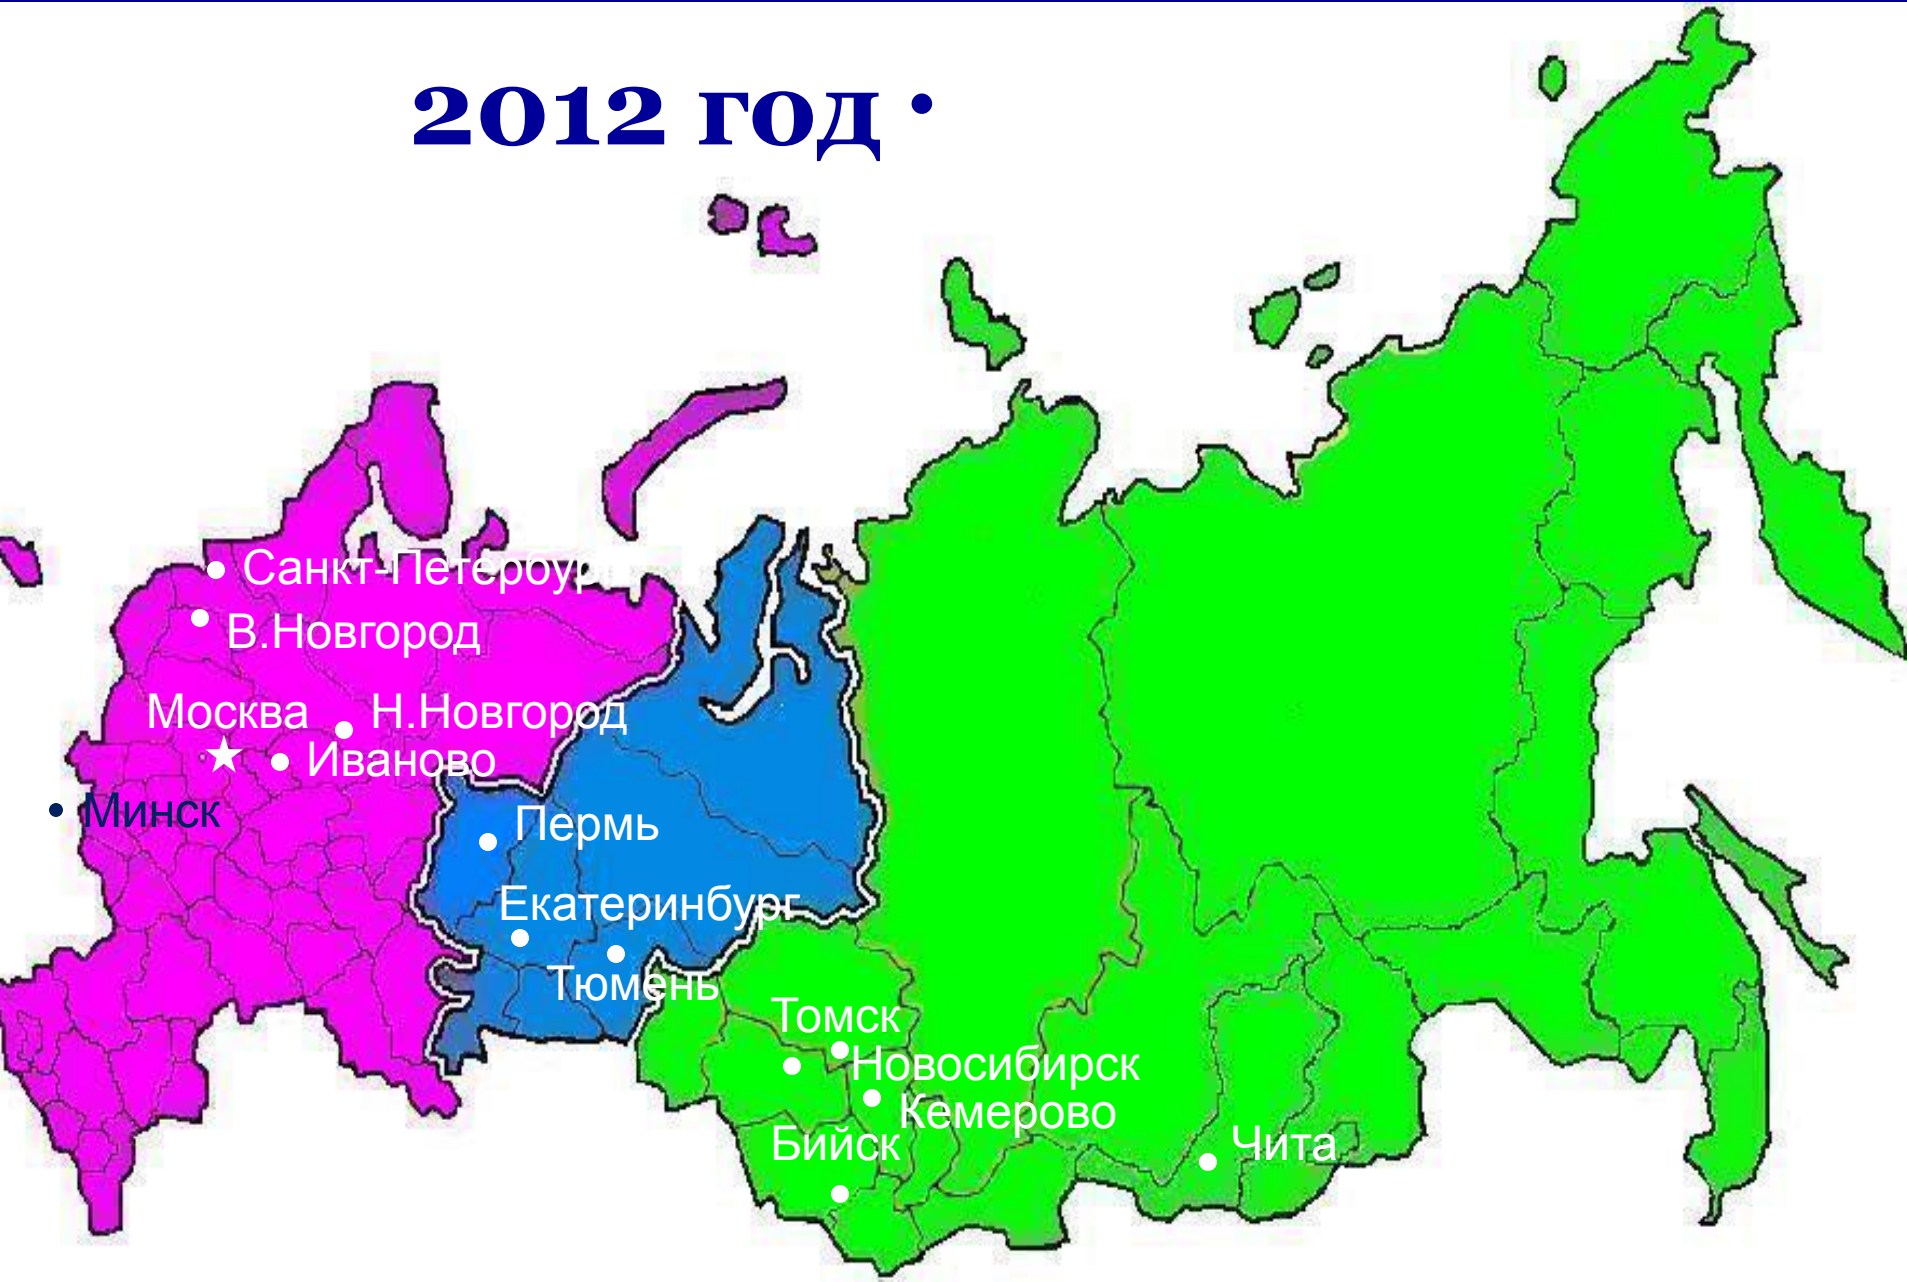 2012 год •
Санкт-Петербург
В.Новгород
Москва
Н.Новгород
Иваново
• Минск
Пермь
Екатеринбург
Тюмень
Томск
Новосибирск
Кемерово
Бийск
Чита